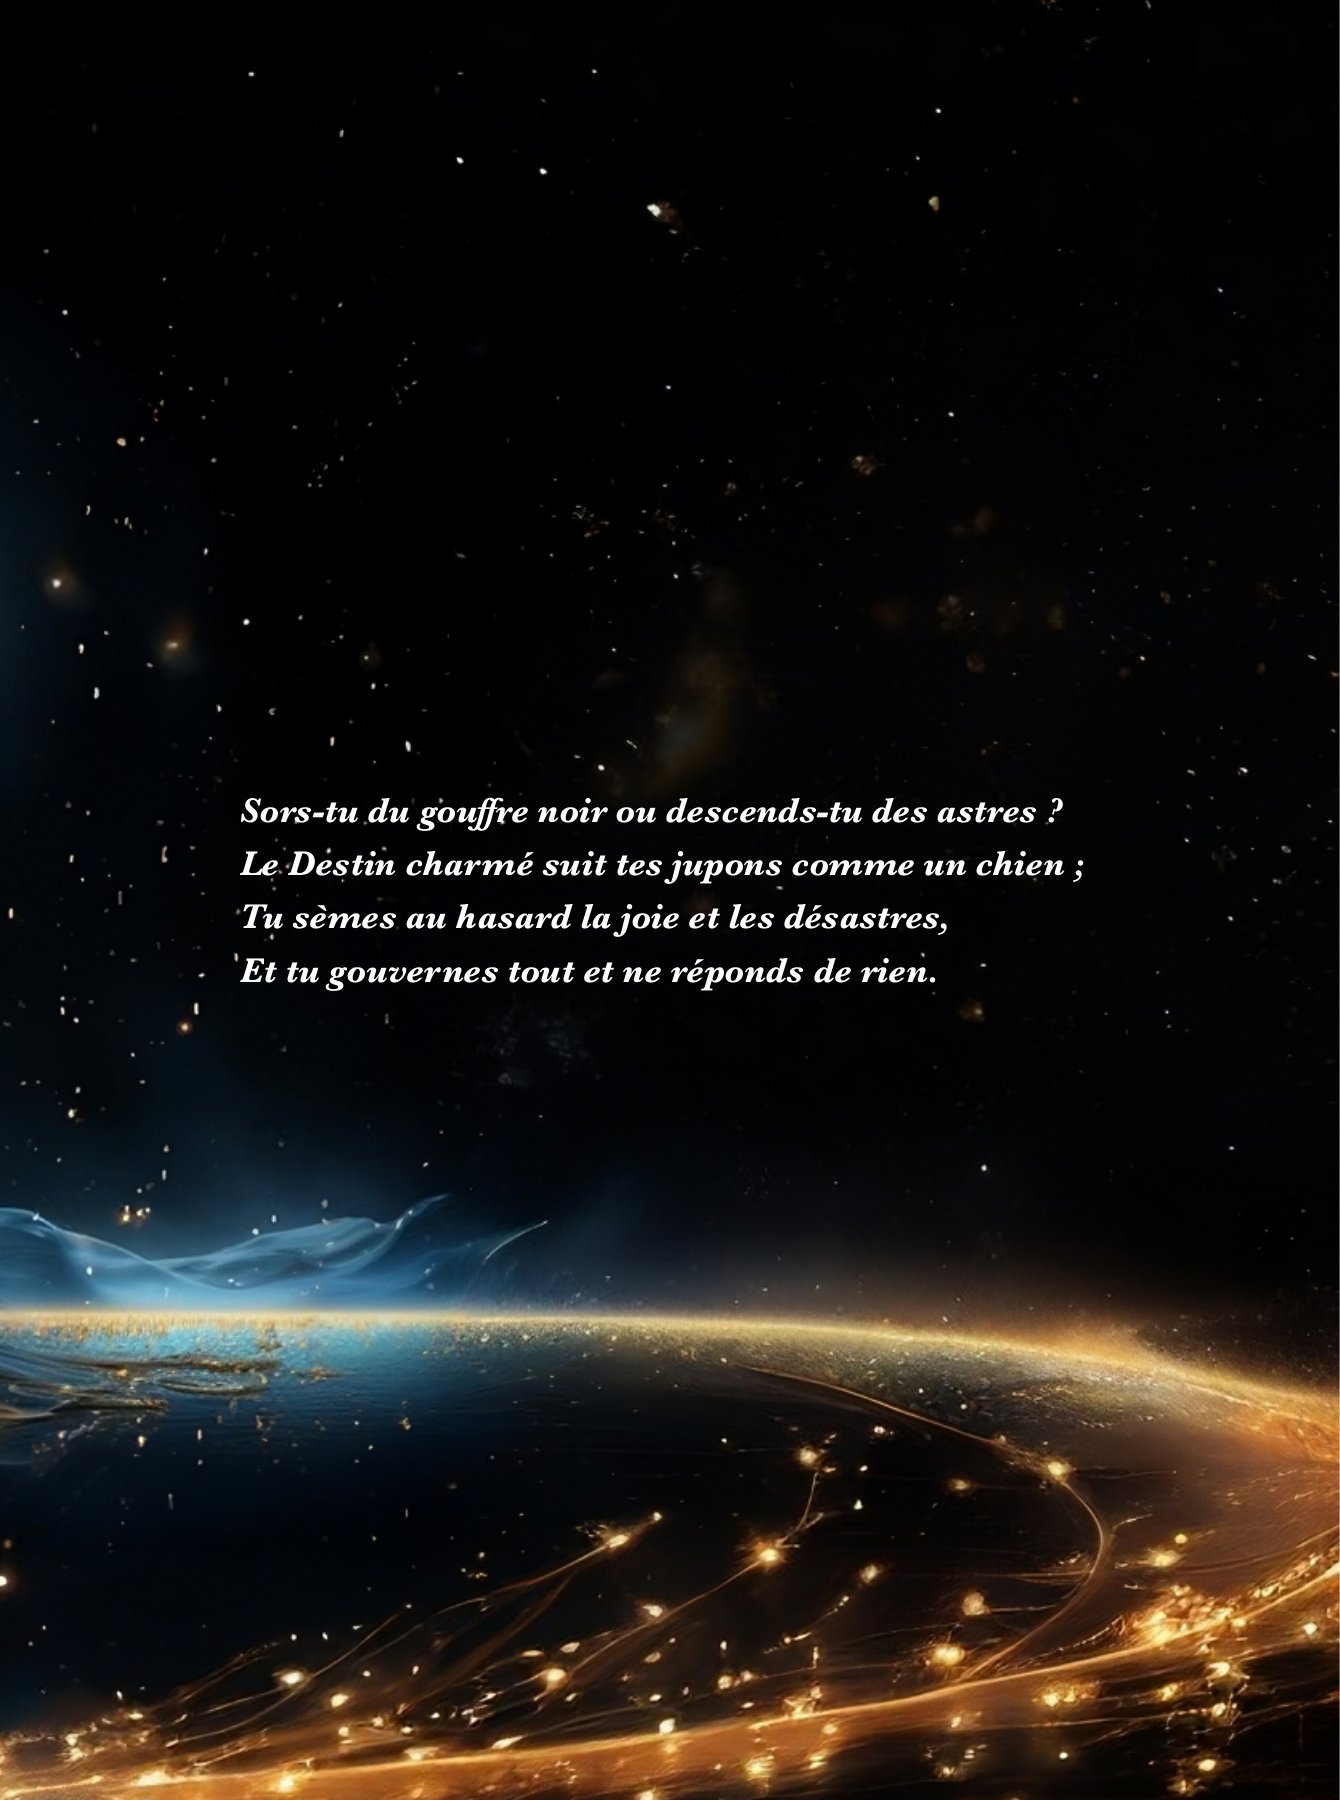 Sors-tu du gouffre noir ou descends-tu des astres ?
Le Destin charmé suit tes jupons comme un chien ;
Tu sèmes au hasard la joie et les désastres,
Et tu gouvernes tout et ne réponds de rien.